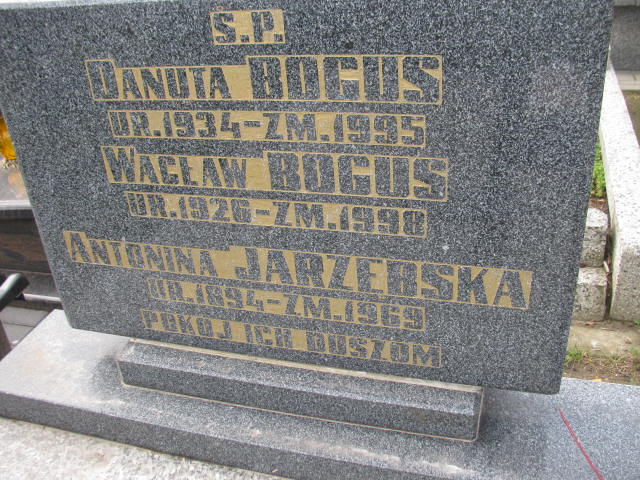 Ś.P.
DANUTA BOGUS
UR.1934-ZM.1995
WACŁAW BOGUS
UR.1926-ZM.1998
ANTONINA JARZĘBSKA
UR.1894-ZM.1969
POKÓJ ICH DUSZOM